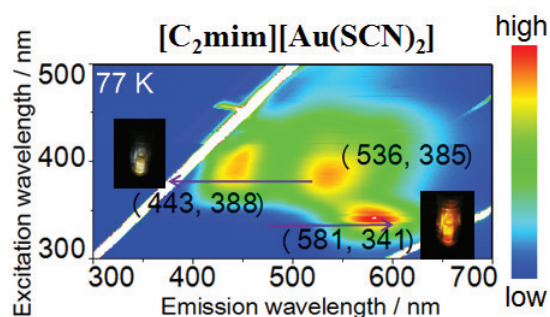 [C₂mim][Au(SCN)₂]
high
500
77 K
400
300
(536, 385)
(443, 388)
(581, 341)
300 400 500 600 700
low
Excitation wavelength / nm
Emission wavelength / nm